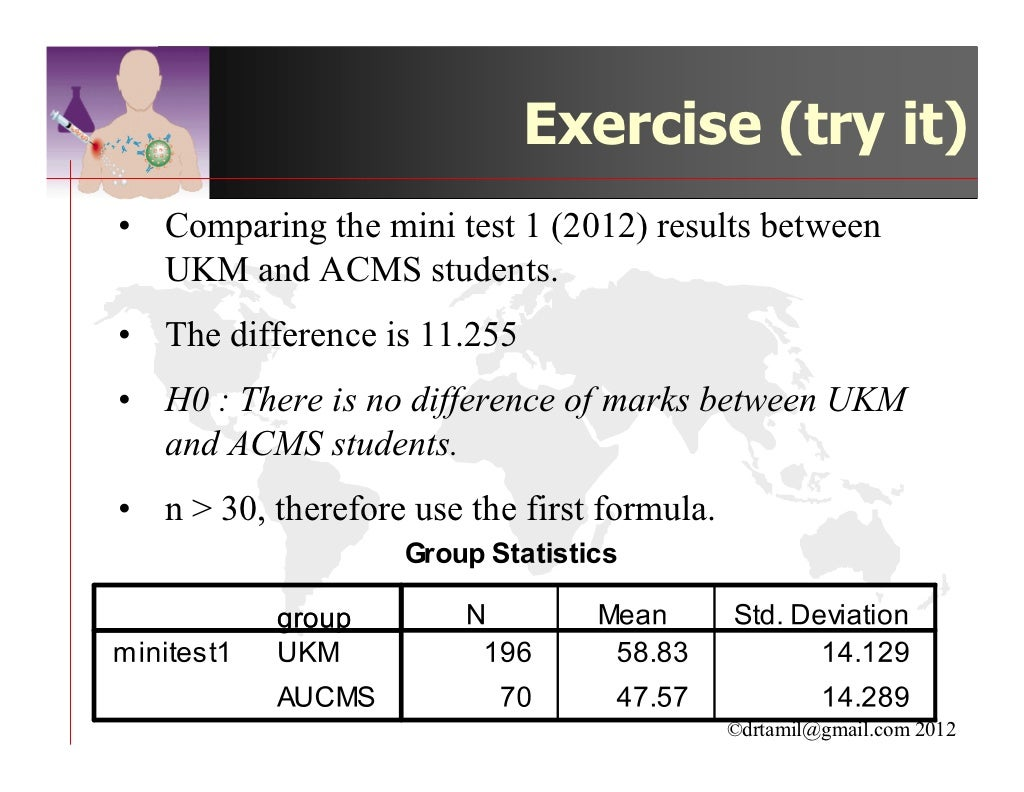 Exercise (try it)
• Comparing the mini test 1 (2012) results between
UKM and ACMS students.
• The difference is 11.255
• H0 : There is no difference of marks between UKM
and ACMS students.
• n > 30, therefore use the first formula.
Group Statistics
group N Mean Std. Deviation
minitest1 UKM 196 58.83 14.129
AUCMS 70 47.57 14.289
©drtamil@gmail.com 2012